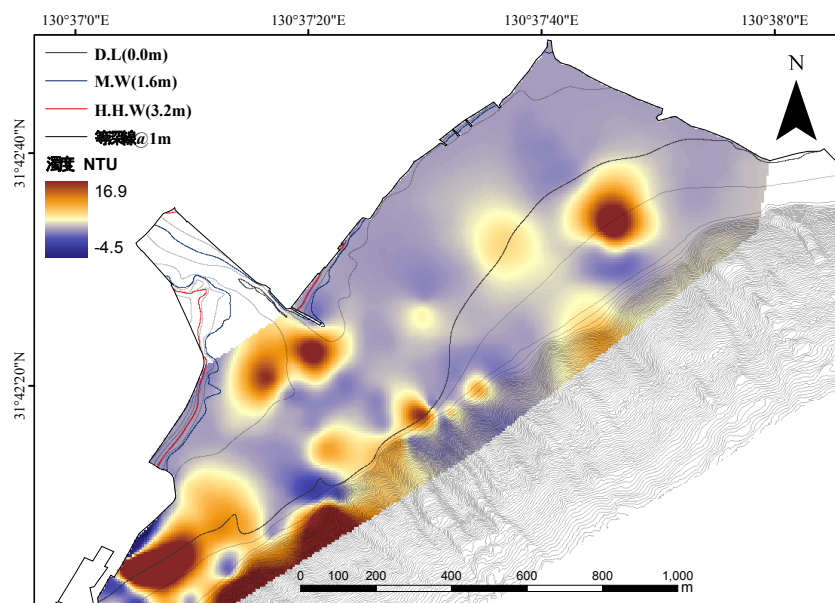 130°37'0"E 130°37'20"E 130°37'40"E 130°38'0"E
D.L(0.0m)
M.W(1.6m)
H.H.W(3.2m)
等深線@1m
濁度 NTU
16.9
-4.5
N
31°42'40"N
31°42'20"N
0 100 200 400 600 800 1,000
m